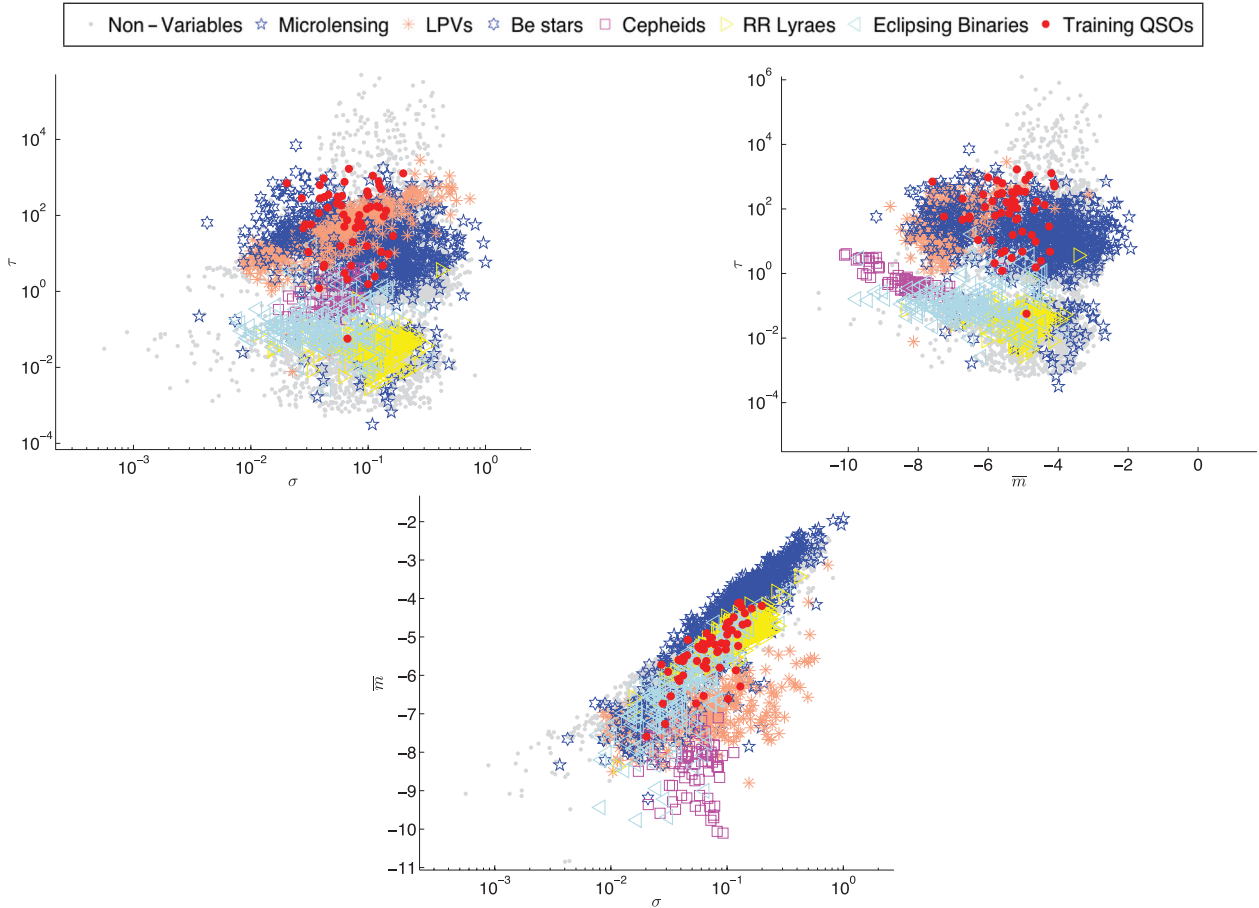 Non – Variables Microlensing LPVs Be stars Cepheids RR Lyraes Eclipsing Binaries Training QSOs
10^4
10^2
10^0
10^−2
10^−4
τ
10^−3 10^−2 10^−1 10^0
σ
10^6
10^4
10^2
10^0
10^−2
10^−4
τ
−10 −8 −6 −4 −2 0
m̅
−2
−3
−4
−5
−6
−7
−8
−9
−10
−11
m̅
10^−3 10^−2 10^−1 10^0
σ